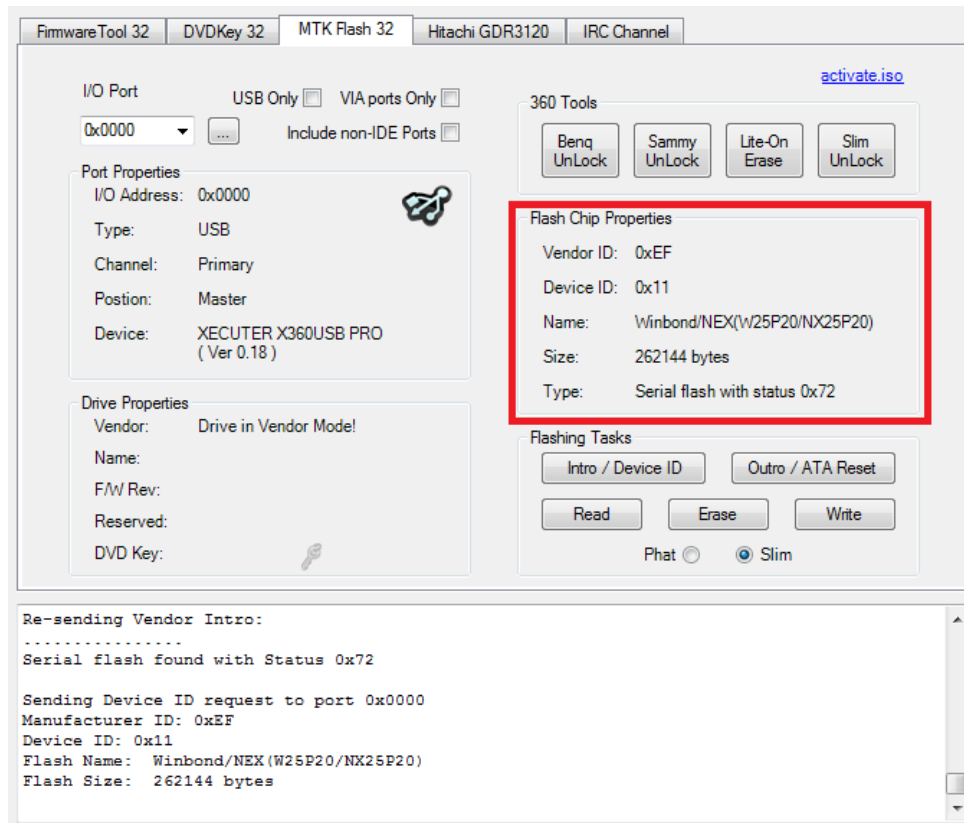 FirmwareTool 32
DVDKey 32
MTK Flash 32
Hitachi GDR3120
IRC Channel
activate.iso
I/O Port
USB Only
VIA ports Only
0x0000
...
Include non-IDE Ports
Port Properties
I/O Address: 0x0000
Type: USB
Channel: Primary
Postion: Master
Device: XECUTER X360USB PRO
( Ver 0.18 )
Drive Properties
Vendor: Drive in Vendor Mode!
Name:
F/W Rev:
Reserved:
DVD Key:
360 Tools
Benq
UnLock
Sammy
UnLock
Lite-On
Erase
Slim
UnLock
Flash Chip Properties
Vendor ID: 0xEF
Device ID: 0x11
Name: Winbond/NEX(W25P20/NX25P20)
Size: 262144 bytes
Type: Serial flash with status 0x72
Flashing Tasks
Intro / Device ID
Outro / ATA Reset
Read
Erase
Write
Phat
Slim
Re-sending Vendor Intro:
................
Serial flash found with Status 0x72
Sending Device ID request to port 0x0000
Manufacturer ID: 0xEF
Device ID: 0x11
Flash Name: Winbond/NEX(W25P20/NX25P20)
Flash Size: 262144 bytes